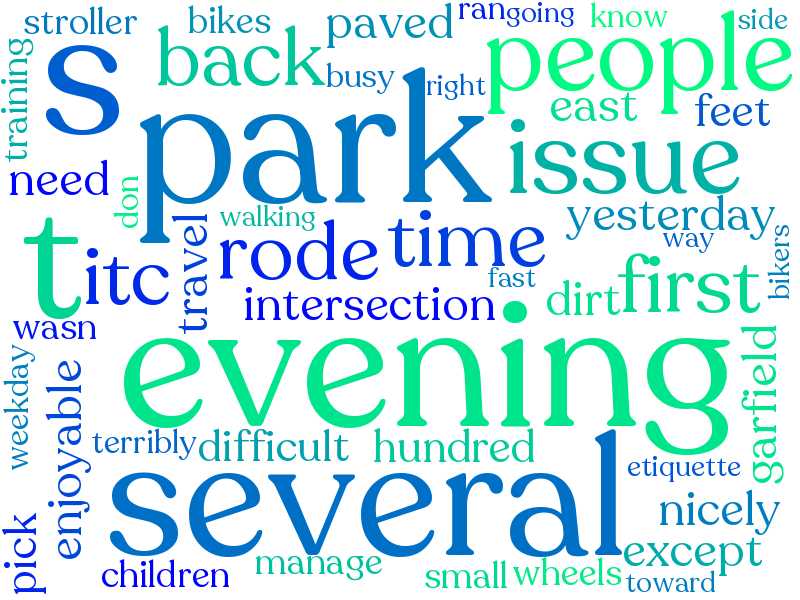 stroller bikes paved ran going know side
s back busy right people
training park east feet
need don issue
t itc travel walking rode time yesterday way bikers
fast
wasn intersection dirt first
weekday enjoyable evening garfield
terribly difficult hundred
several etiquette
pick nicely
children manage small wheels except
toward